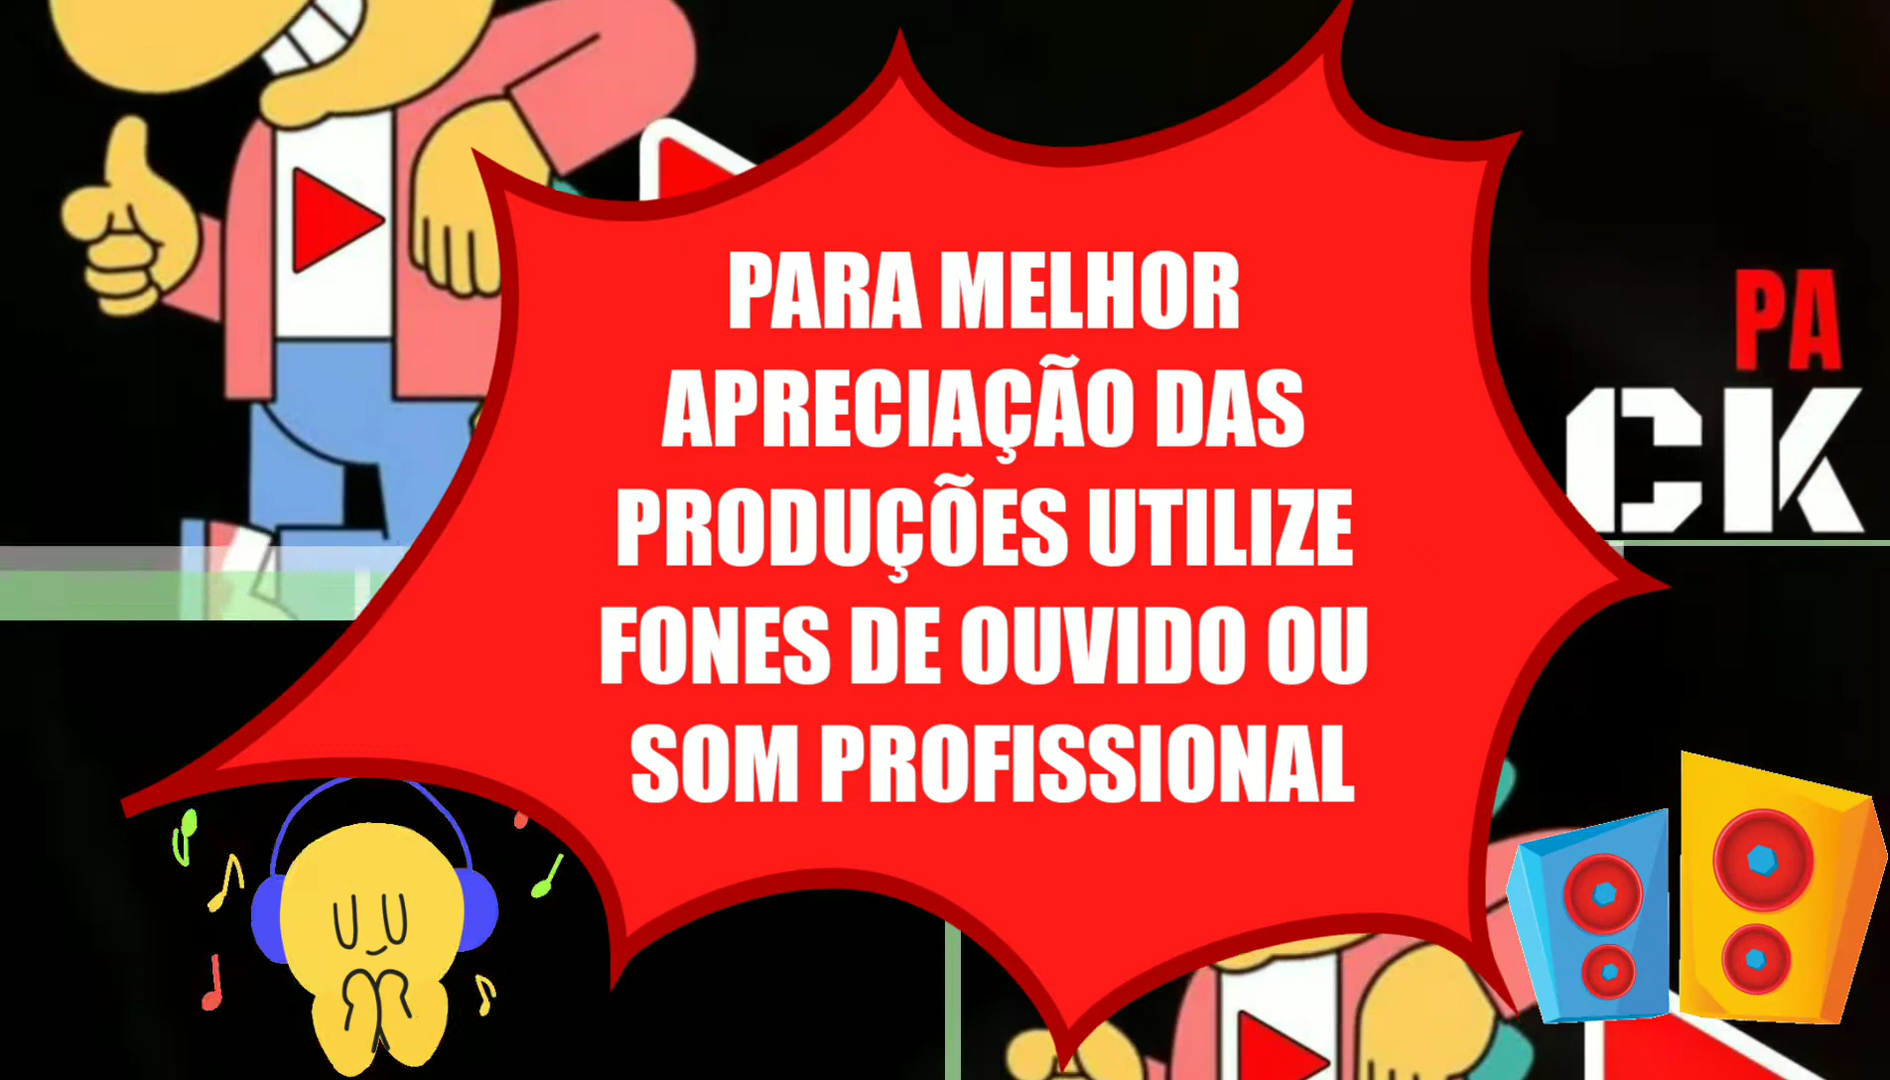 PARA MELHOR
APRECIAÇÃO DAS
PRODUÇÕES UTILIZE
FONES DE OUVIDO OU
SOM PROFISSIONAL
PA
CK